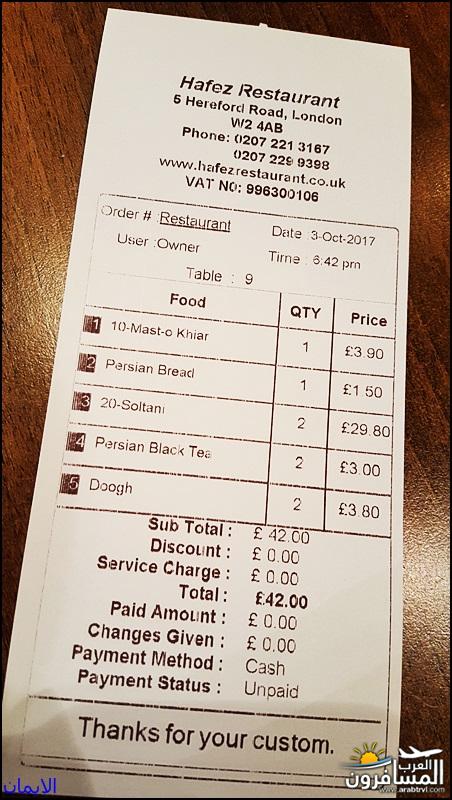 Hafez Restaurant
5 Hereford Road, London
W2 4AB
Phone: 0207 221 3167
0207 229 9398
www.hafezrestaurant.co.uk
VAT NO: 996300106
Order # :Restaurant Date :3-Oct-2017
User :Owner Time : 6:42 pm
Table : 9
Food QTY Price
1 10-Mast-o Khiar 1 £3.90
2 Persian Bread 1 £1.50
3 20-Soltani 2 £29.80
4 Persian Black Tea 2 £3.00
5 Doogh 2 £3.80
Sub Total : £ 42.00
Discount : £ 0.00
Service Charge : £ 0.00
Total : £42.00
Paid Amount : £ 0.00
Changes Given : £ 0.00
Payment Method : Cash
Payment Status : Unpaid
Thanks for your custom.
العرب
المسافرون
www.arabtrvl.com
الايمان